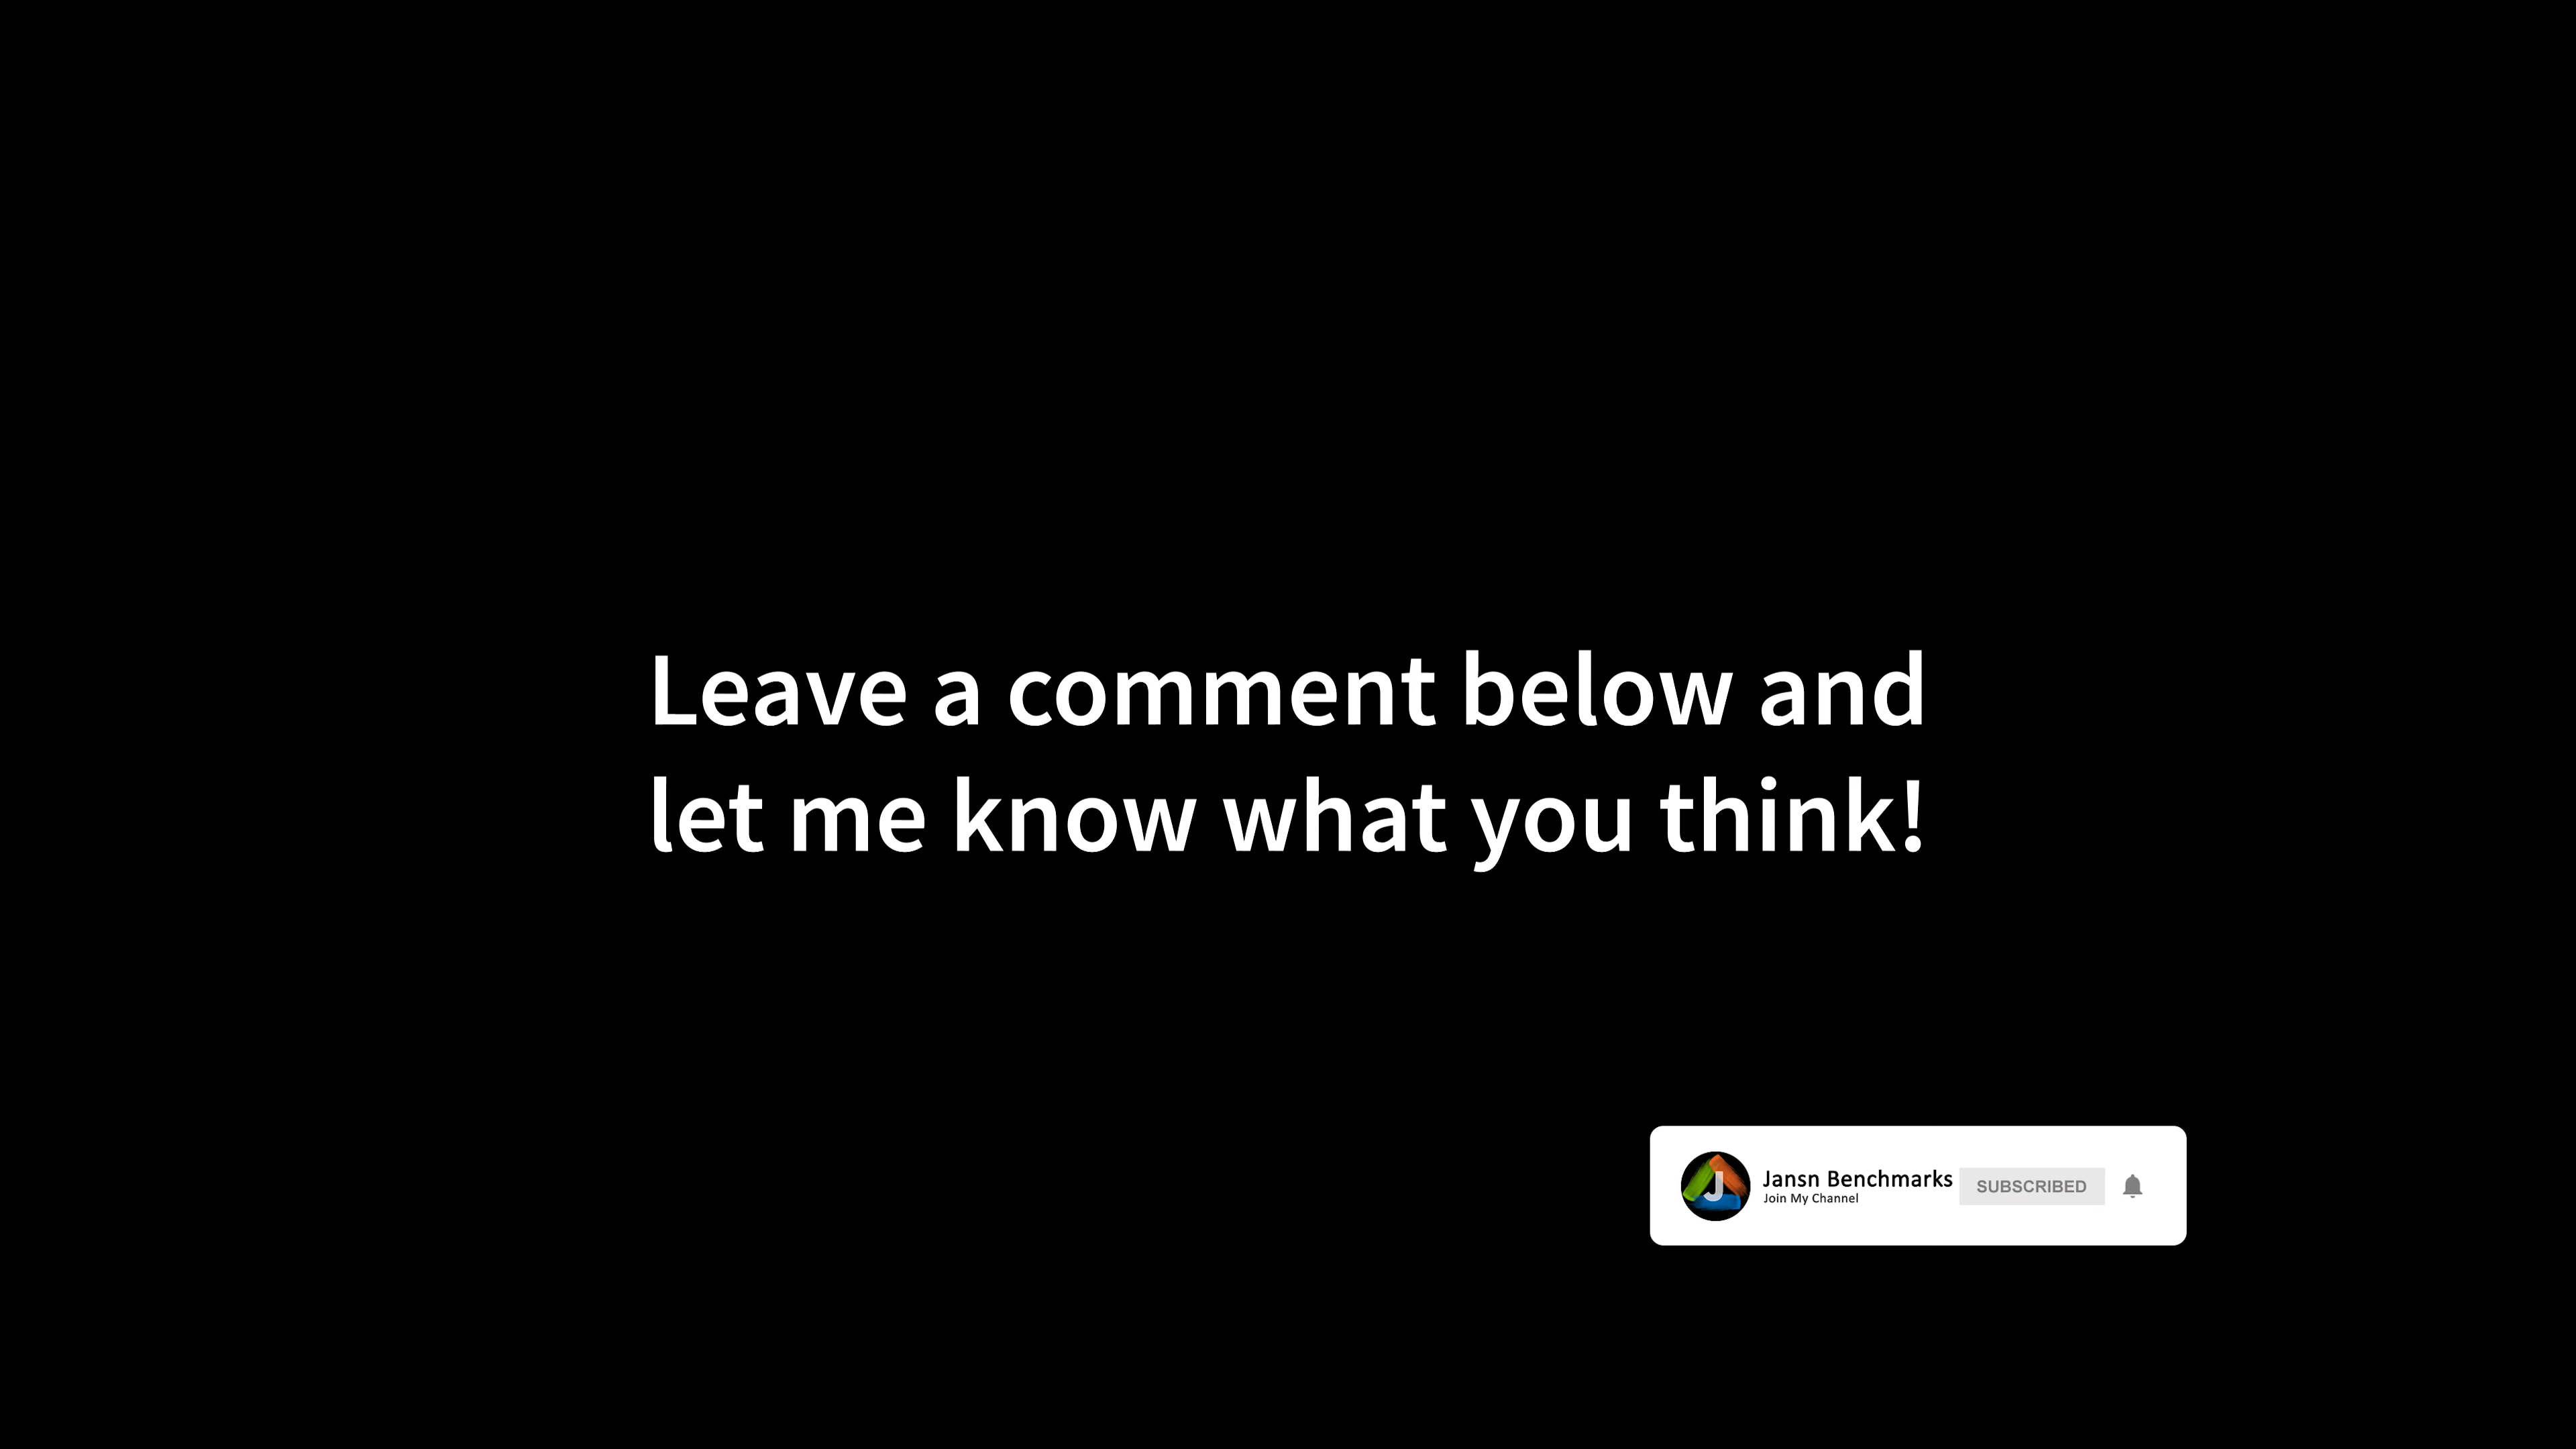 Leave a comment below and
let me know what you think!
J
Jansn Benchmarks
Join My Channel
SUBSCRIBED